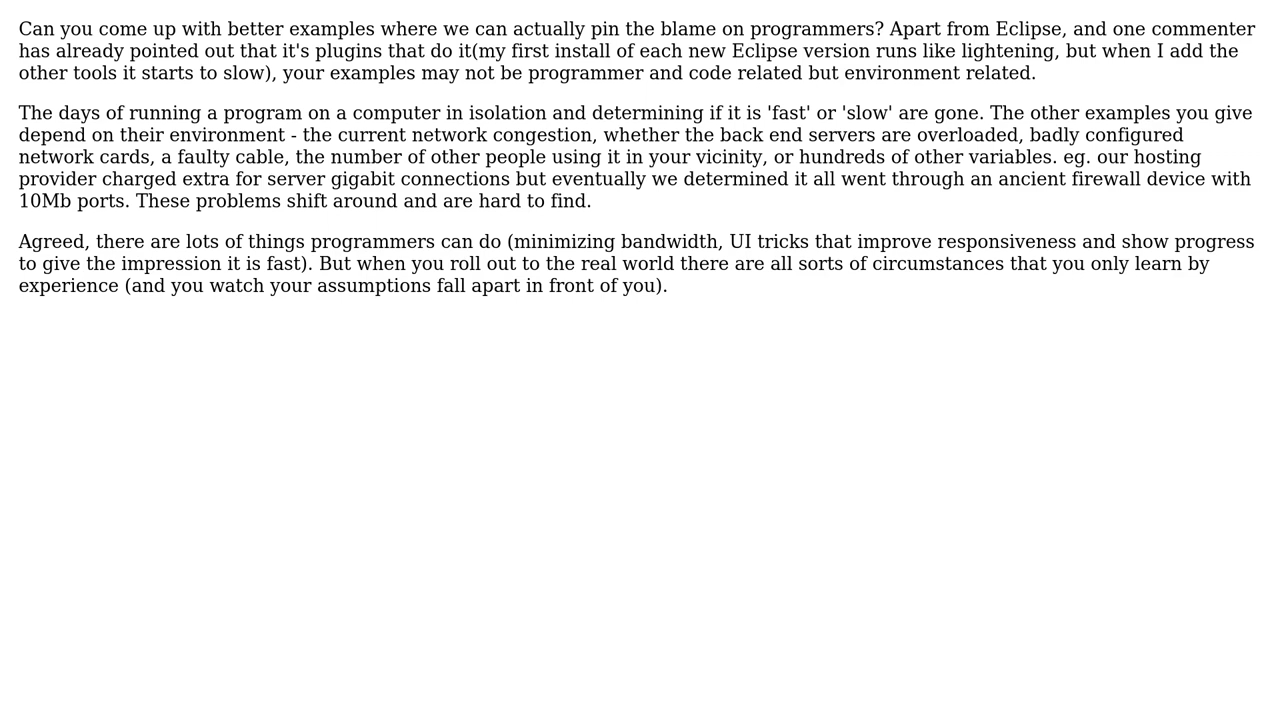 Can you come up with better examples where we can actually pin the blame on programmers? Apart from Eclipse, and one commenter
has already pointed out that it's plugins that do it(my first install of each new Eclipse version runs like lightening, but when I add the
other tools it starts to slow), your examples may not be programmer and code related but environment related.
The days of running a program on a computer in isolation and determining if it is 'fast' or 'slow' are gone. The other examples you give
depend on their environment - the current network congestion, whether the back end servers are overloaded, badly configured
network cards, a faulty cable, the number of other people using it in your vicinity, or hundreds of other variables. eg. our hosting
provider charged extra for server gigabit connections but eventually we determined it all went through an ancient firewall device with
10Mb ports. These problems shift around and are hard to find.
Agreed, there are lots of things programmers can do (minimizing bandwidth, UI tricks that improve responsiveness and show progress
to give the impression it is fast). But when you roll out to the real world there are all sorts of circumstances that you only learn by
experience (and you watch your assumptions fall apart in front of you).